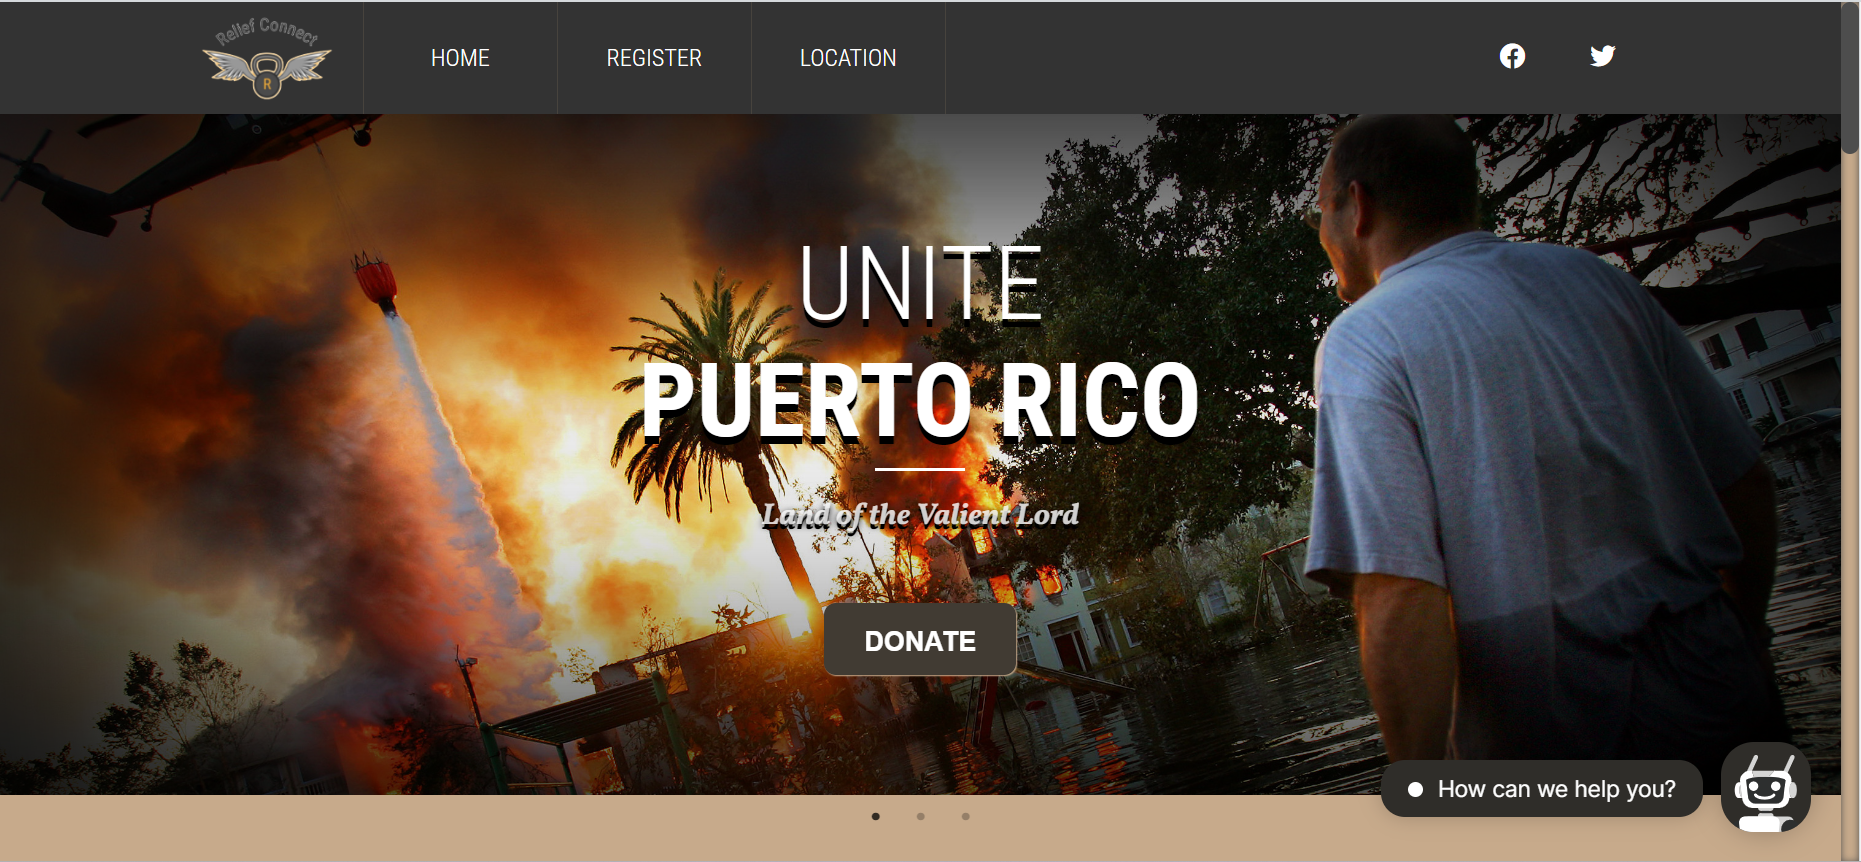 Relief Connect
R
HOME
REGISTER
LOCATION
UNITE
PUERTO RICO
Land of the Valient Lord
DONATE
How can we help you?